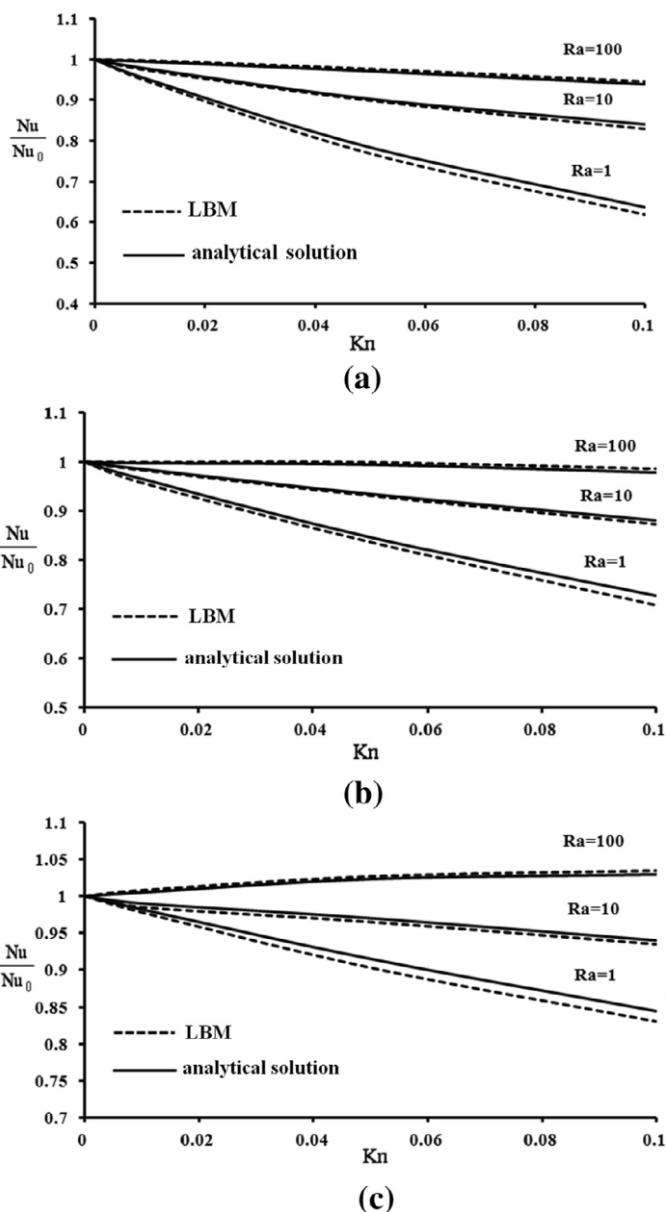 1.1
1
Ra=100
0.9
Ra=10
Nu
Nu0
0.8
0.7
Ra=1
LBM
0.6
analytical solution
0.5
0.4
0 0.02 0.04 0.06 0.08 0.1
Kn
(a)
1.1
Ra=100
1
Ra=10
0.9
Nu
Nu0
0.8
Ra=1
0.7
LBM
0.6
analytical solution
0.5
0 0.02 0.04 0.06 0.08 0.1
Kn
(b)
1.1
Ra=100
1.05
1
Ra=10
0.95
Nu
Nu0
0.9
Ra=1
0.85
LBM
0.8
analytical solution
0.75
0.7
0 0.02 0.04 0.06 0.08 0.1
Kn
(c)